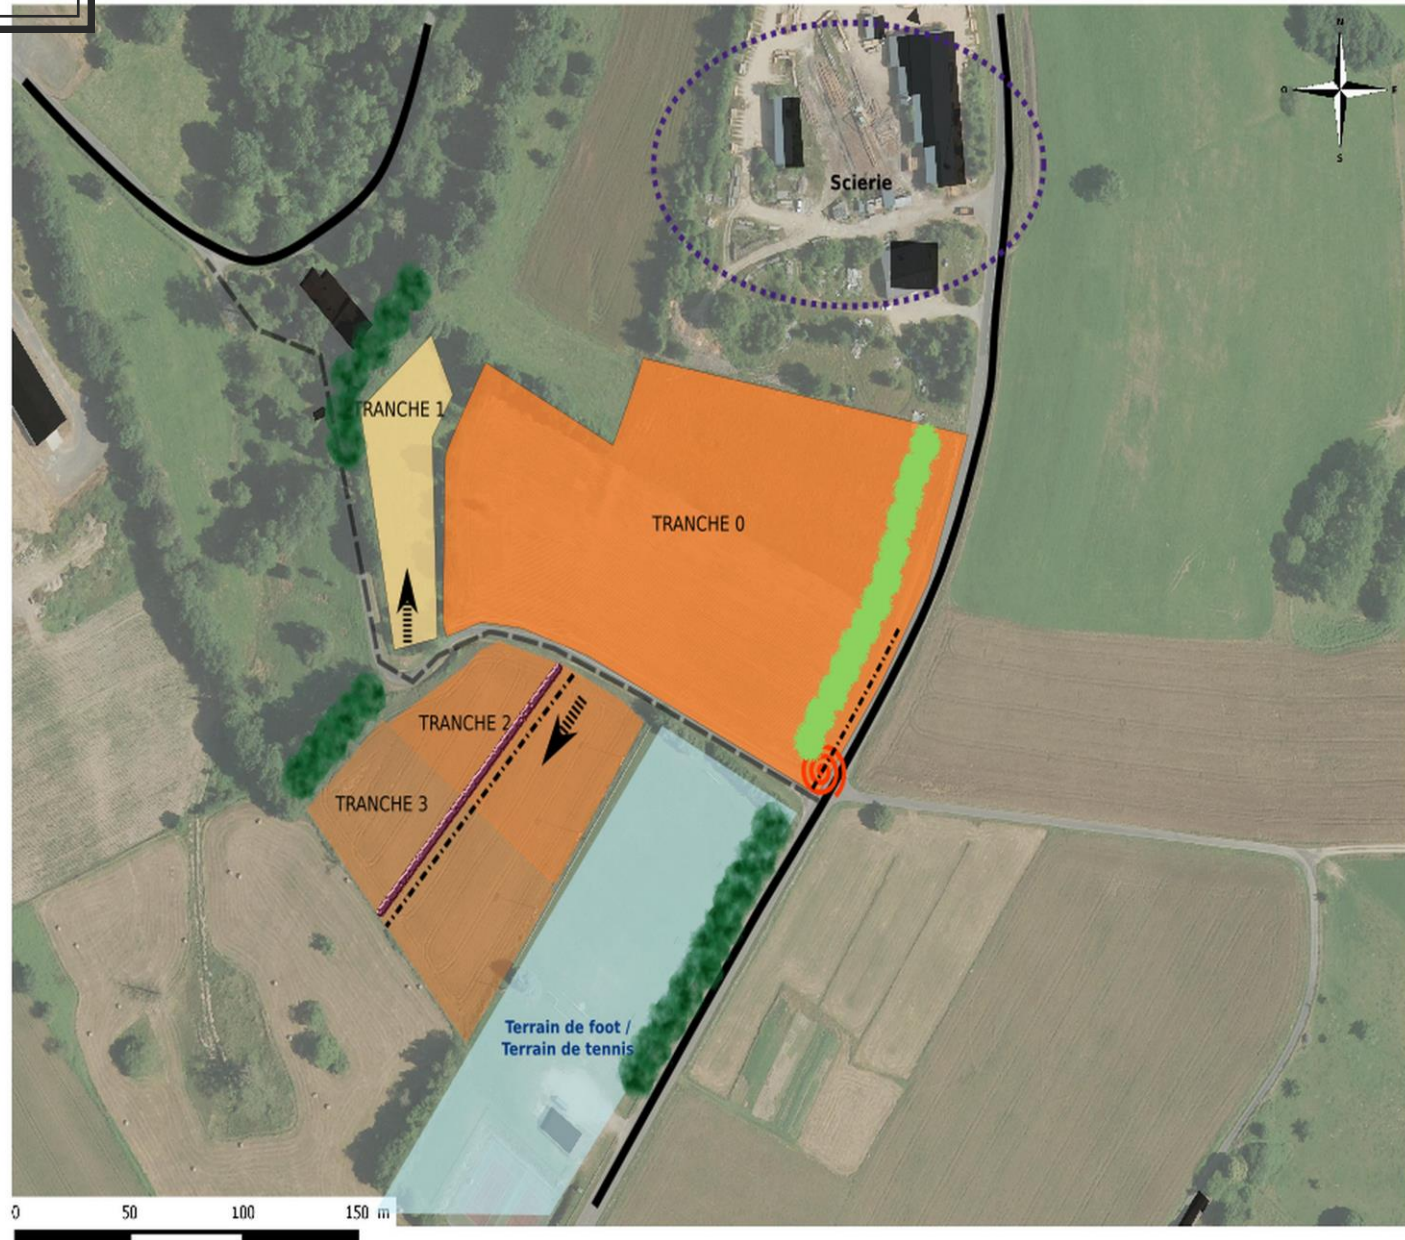 N
O
E
S
Scierie
TRANCHE 1
TRANCHE 0
TRANCHE 2
TRANCHE 3
Terrain de foot /
Terrain de tennis
0 50 100 150 m